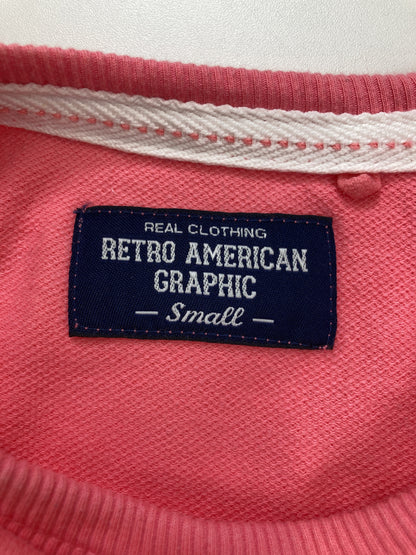 REAL CLOTHING
RETRO AMERICAN
GRAPHIC
— Small —